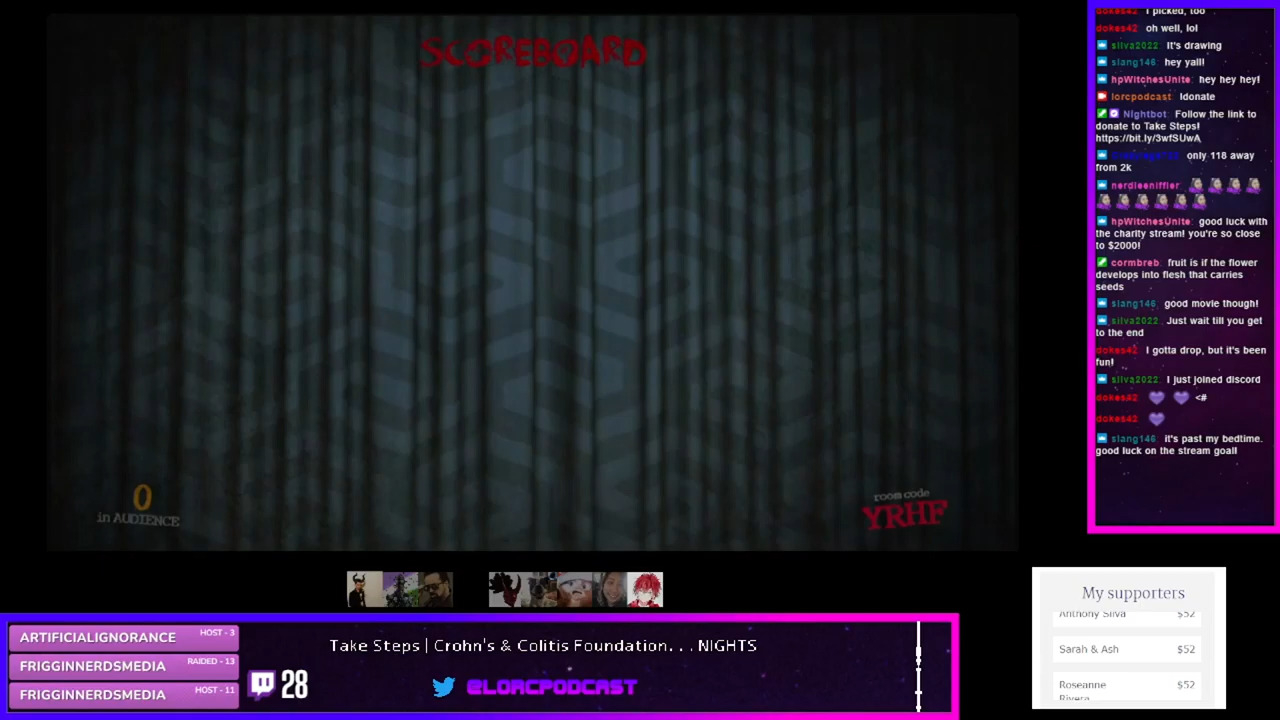 SCOREBOARD
0
in AUDIENCE
room code
YRHF
dokes42: I picked, too
dokes42: oh well, lol
silva2022: It's drawing
slang146: hey yall!
hpWitchesUnite: hey hey hey!
lorcpodcast: !donate
Nightbot: Follow the link to
donate to Take Steps!
https://bit.ly/3wfSUwA
only 118 away
from 2k
nerdleeniffler:
hpWitchesUnite: good luck with
the charity stream! you're so close
to $2000!
cormbreb: fruit is if the flower
develops into flesh that carries
seeds
slang146: good movie though!
silva2022: Just wait till you get
to the end
dokes42: I gotta drop, but it's been
fun!
silva2022: I just joined discord
dokes42: <#
dokes42:
slang146: it's past my bedtime.
good luck on the stream goal!
My supporters
Anthony Silva $52
Sarah & Ash $52
Roseanne $52
Rivera
ARTIFICIALIGNORANCE HOST - 3
FRIGGINNERDSMEDIA RAIDED - 13
FRIGGINNERDSMEDIA HOST - 11
28
Take Steps | Crohn's & Colitis Foundation. . . NIGHTS
@LORCPODCAST